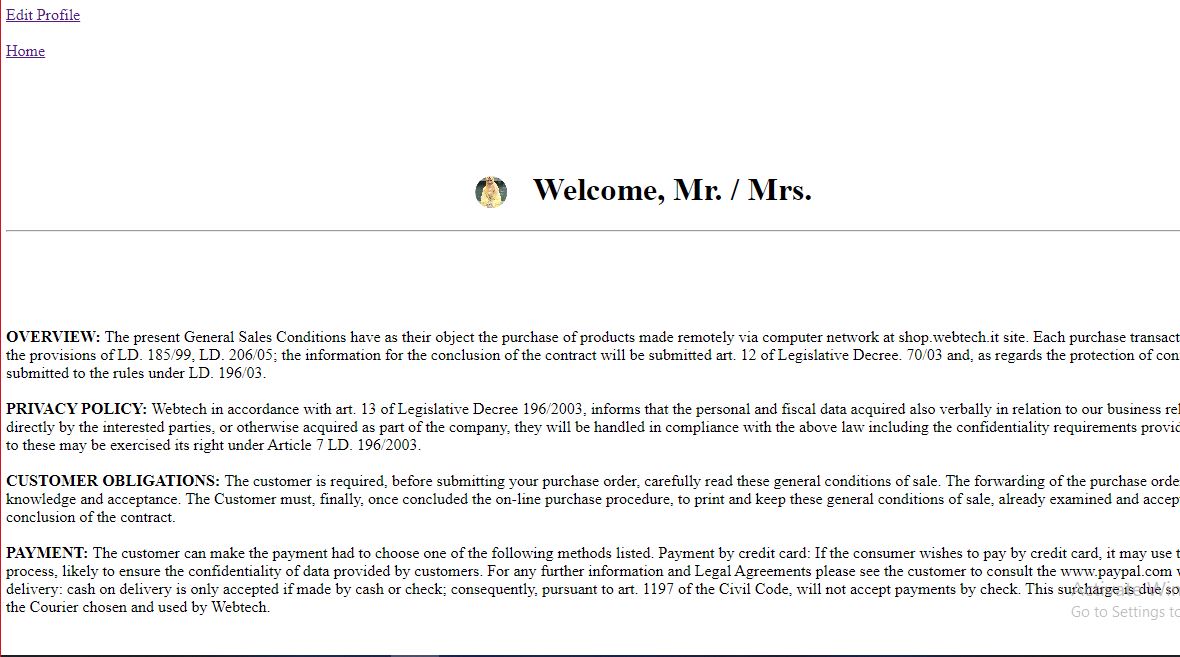 Edit Profile
Home
Welcome, Mr. / Mrs.
OVERVIEW: The present General Sales Conditions have as their object the purchase of products made remotely via computer network at shop.webtech.it site. Each purchase transact
the provisions of LD. 185/99, LD. 206/05; the information for the conclusion of the contract will be submitted art. 12 of Legislative Decree. 70/03 and, as regards the protection of con
submitted to the rules under LD. 196/03.
PRIVACY POLICY: Webtech in accordance with art. 13 of Legislative Decree 196/2003, informs that the personal and fiscal data acquired also verbally in relation to our business rel
directly by the interested parties, or otherwise acquired as part of the company, they will be handled in compliance with the above law including the confidentiality requirements provid
to these may be exercised its right under Article 7 LD. 196/2003.
CUSTOMER OBLIGATIONS: The customer is required, before submitting your purchase order, carefully read these general conditions of sale. The forwarding of the purchase orde
knowledge and acceptance. The Customer must, finally, once concluded the on-line purchase procedure, to print and keep these general conditions of sale, already examined and accep
conclusion of the contract.
PAYMENT: The customer can make the payment had to choose one of the following methods listed. Payment by credit card: If the consumer wishes to pay by credit card, it may use t
process, likely to ensure the confidentiality of data provided by customers. For any further information and Legal Agreements please see the customer to consult the www.paypal.com
delivery: cash on delivery is only accepted if made by cash or check; consequently, pursuant to art. 1197 of the Civil Code, will not accept payments by check. This surcharge is due so
the Courier chosen and used by Webtech.
Activate Win
Go to Settings to